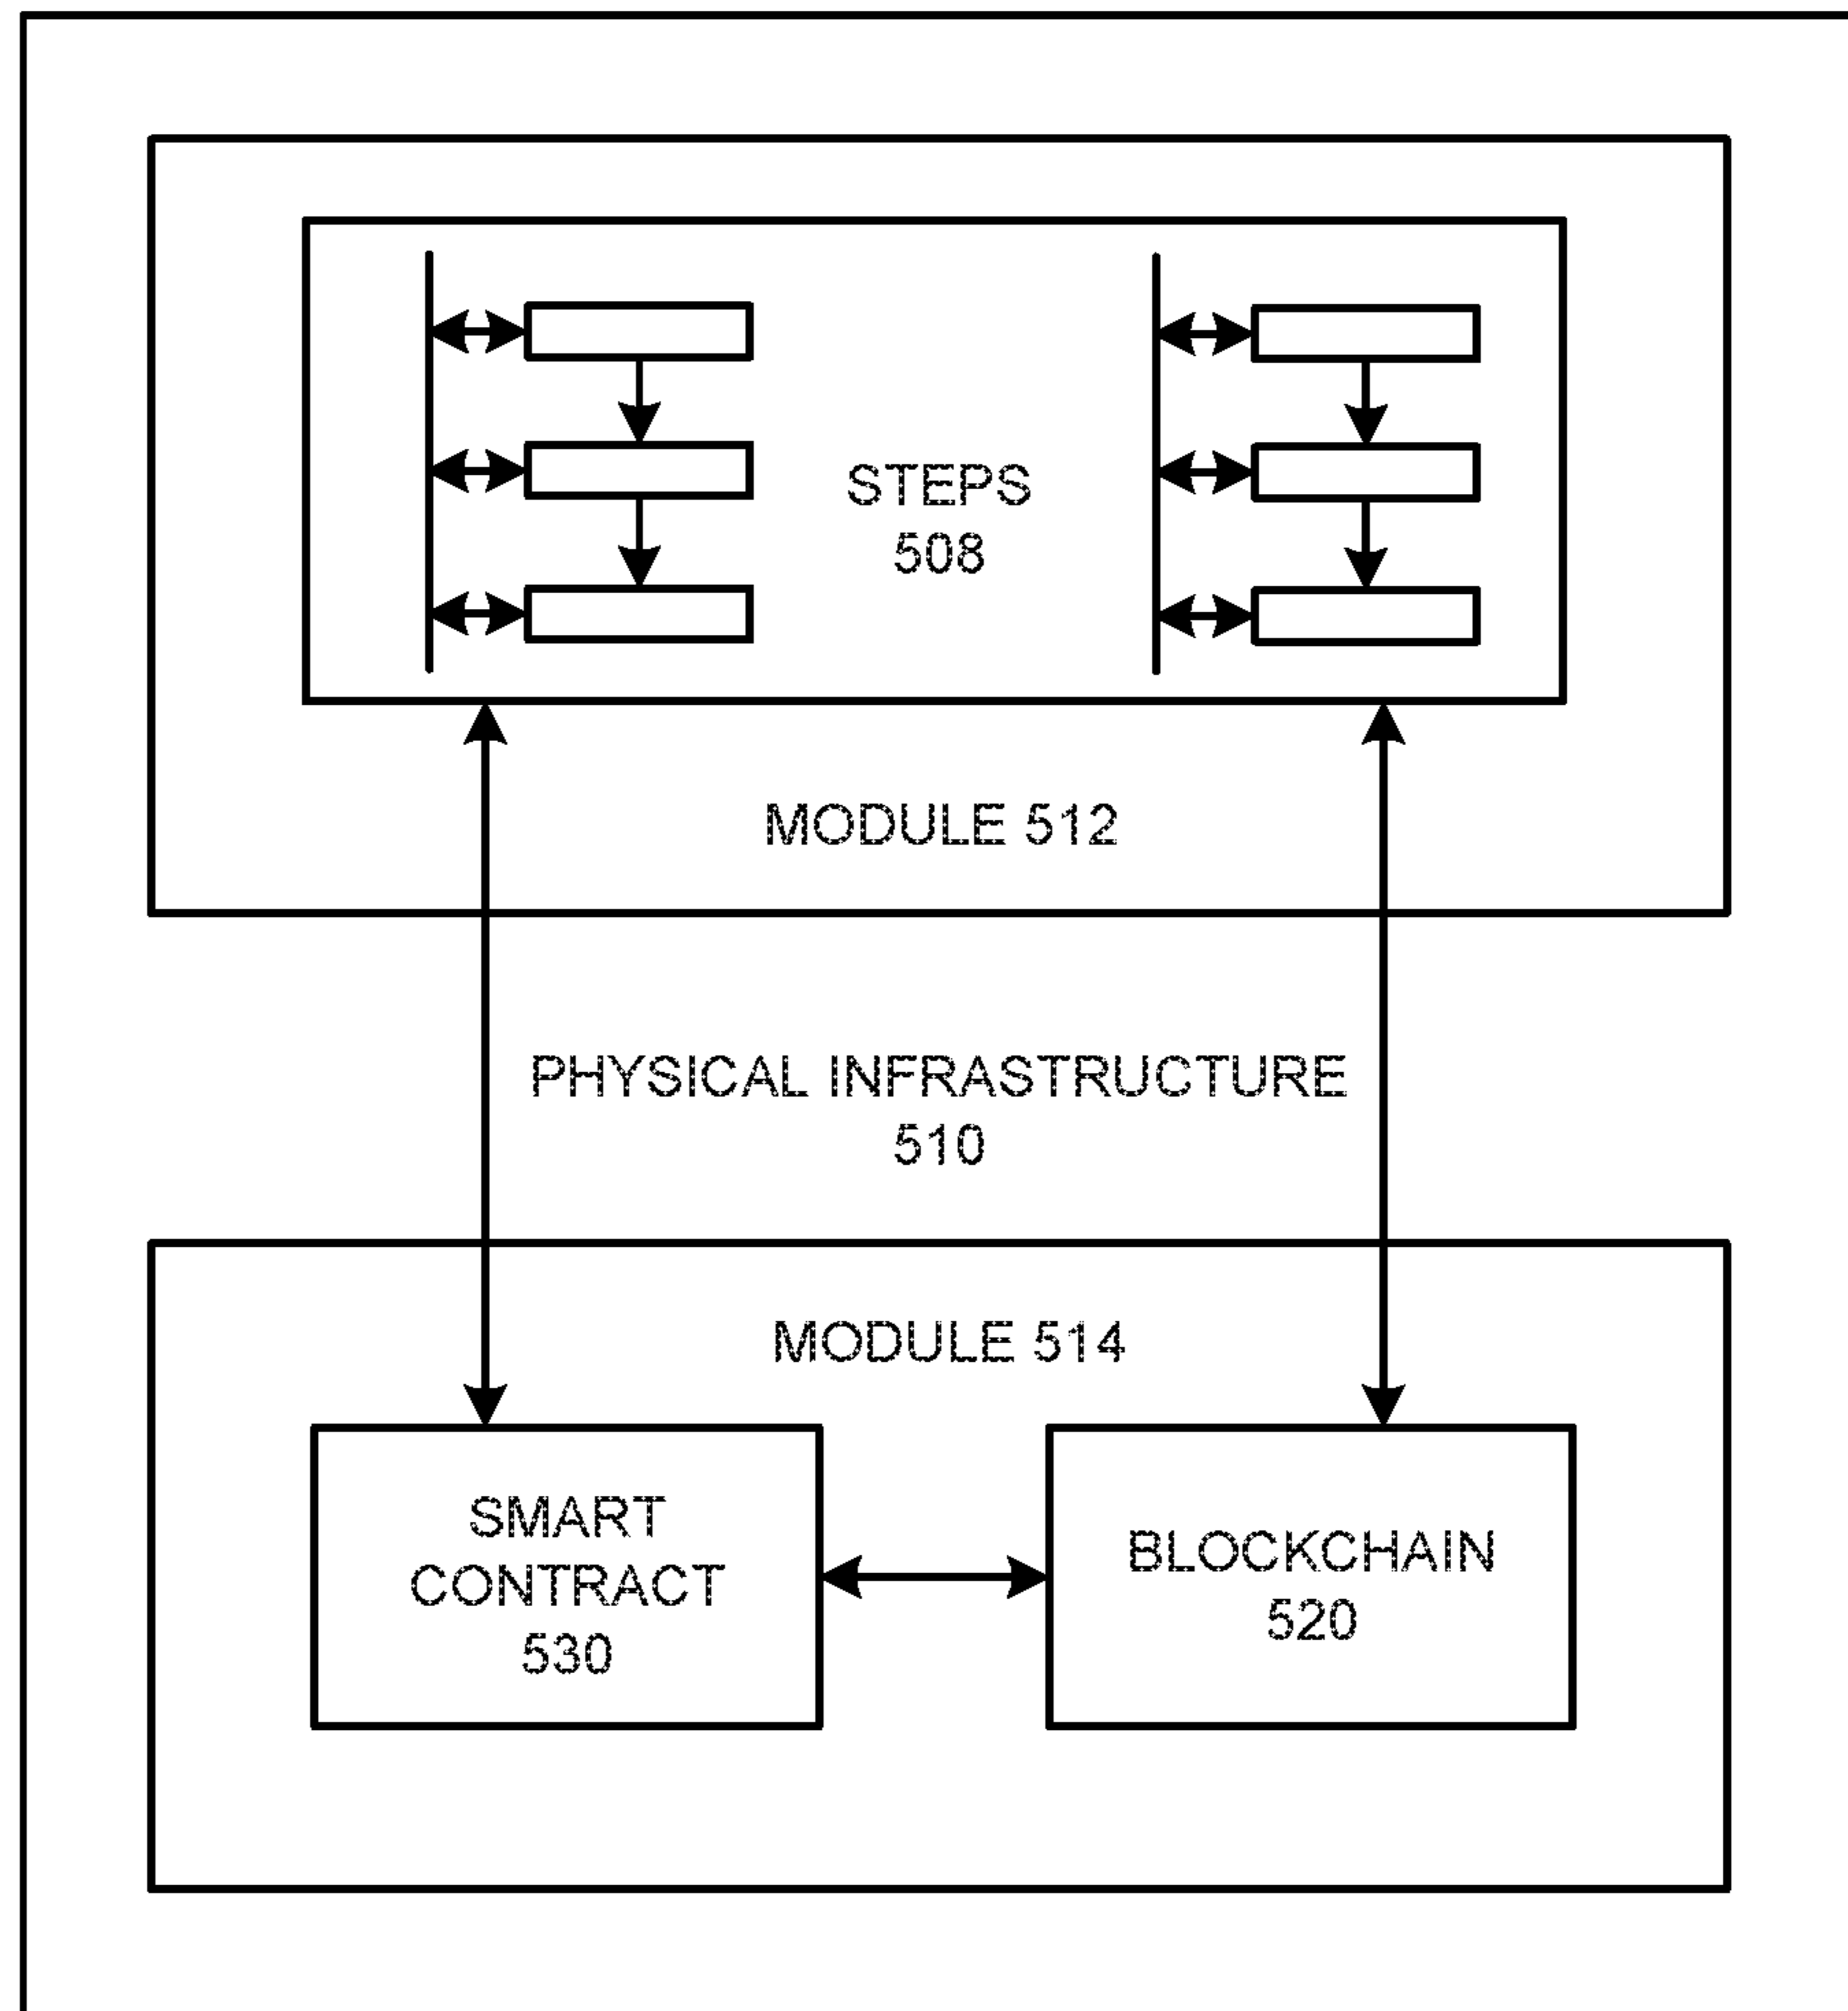 STEPS
508
MODULE 512
PHYSICAL INFRASTRUCTURE
510
MODULE 514
SMART
CONTRACT
530
BLOCKCHAIN
520